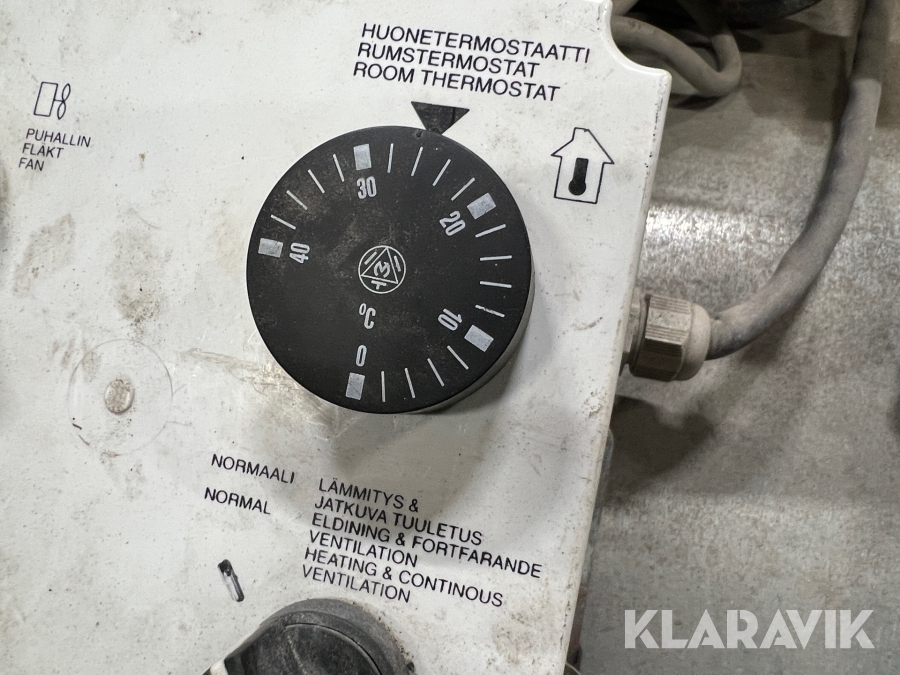 HUONETERMOSTAATTI
RUMSTERMOSTAT
ROOM THERMOSTAT
PUHALLIN
FLÄKT
FAN
30
20
40
°C
10
0
NORMAALI
NORMAL
LÄMMITYS &
JATKUVA TUULETUS
ELDINING & FORTFARANDE
VENTILATION
HEATING & CONTINOUS
VENTILATION
KLARAVIK